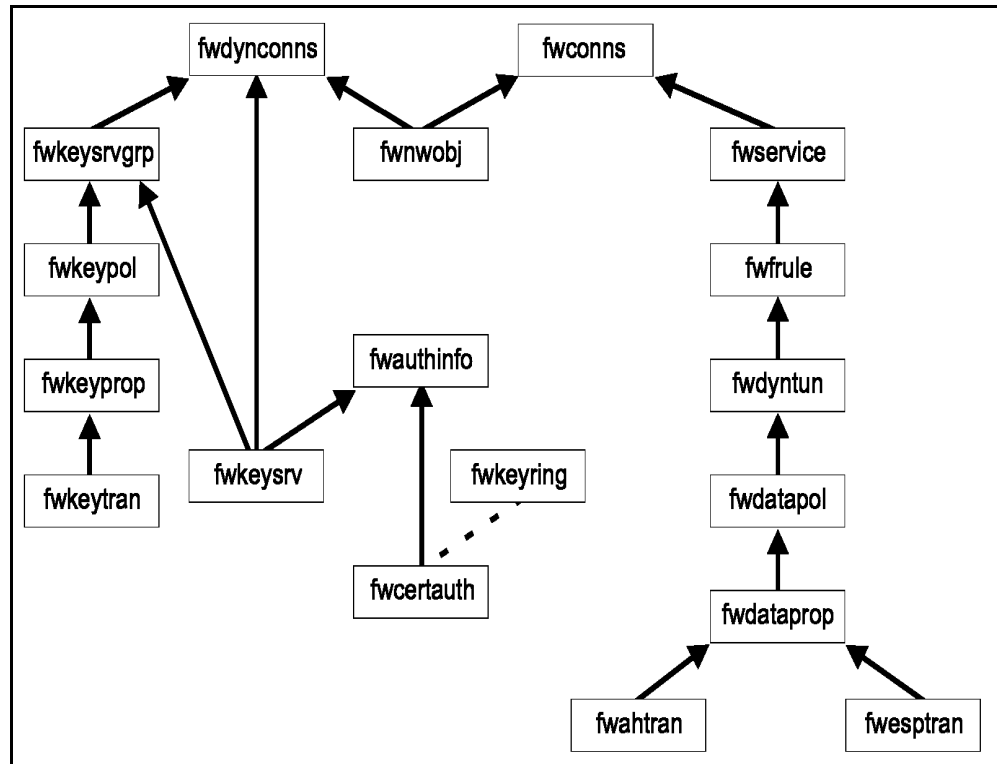 fwdynconns
fwconns
fwkeysrvgrp
fwnwobj
fwservice
fwkeypol
fwfrule
fwauthinfo
fwkeyprop
fwdyntun
fwkeysrv
fwkeyring
fwkeytran
fwdatapol
fwcertauth
fwdataprop
fwahtran
fwesptran